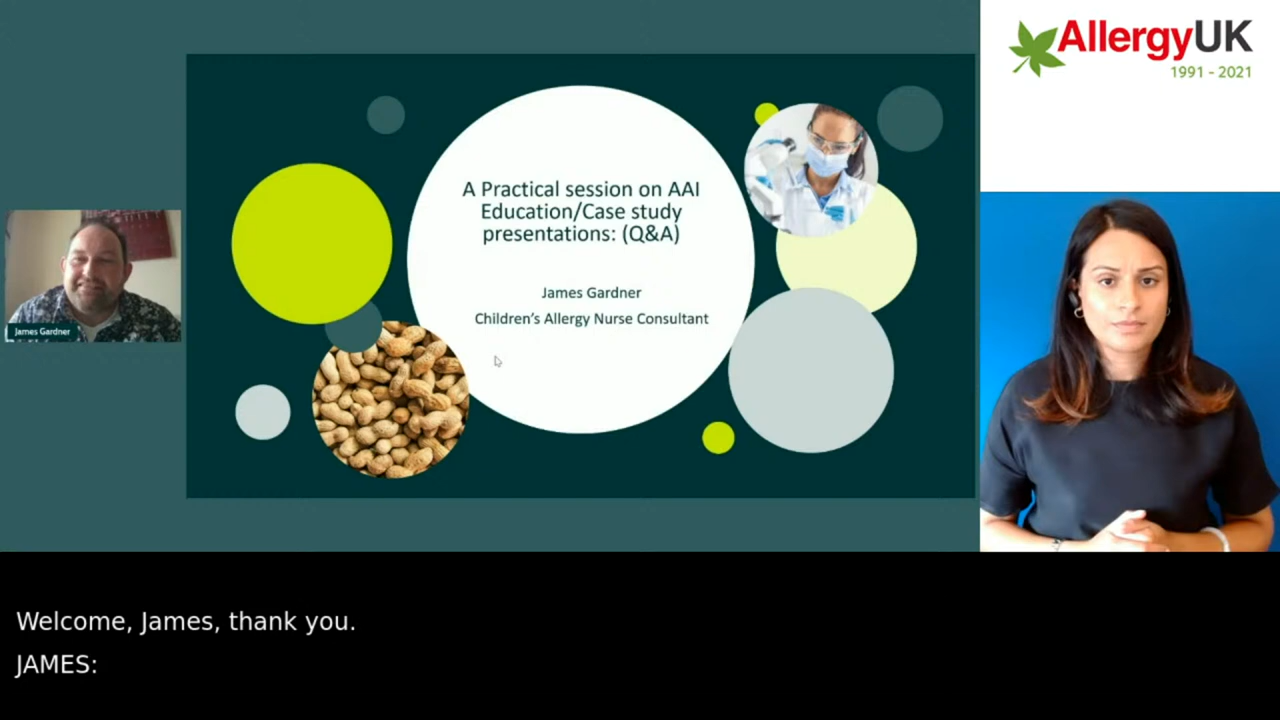 AllergyUK
1991 - 2021
A Practical session on AAI
Education/Case study
presentations: (Q&A)
James Gardner
Children's Allergy Nurse Consultant
James Gardner
Welcome, James, thank you.
JAMES: